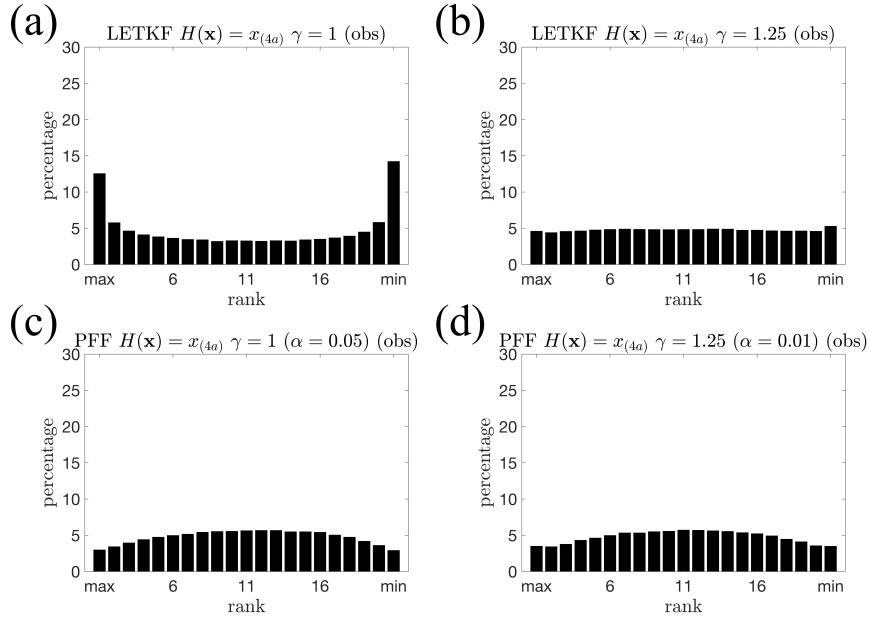 (a)
LETKF H(x) = x(4a) γ = 1 (obs)
30
25
20
15
10
5
0
percentage
max 6 11 16 min
rank
(b)
LETKF H(x) = x(4a) γ = 1.25 (obs)
30
25
20
15
10
5
0
percentage
max 6 11 16 min
rank
(c)
PFF H(x) = x(4a) γ = 1 (α = 0.05) (obs)
30
25
20
15
10
5
0
percentage
max 6 11 16 min
rank
(d)
PFF H(x) = x(4a) γ = 1.25 (α = 0.01) (obs)
30
25
20
15
10
5
0
percentage
max 6 11 16 min
rank